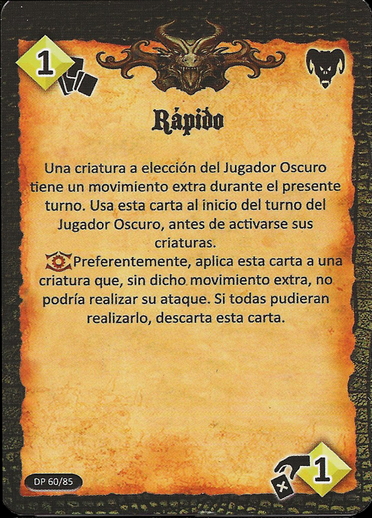 1
Rápido
Una criatura a elección del Jugador Oscuro
tiene un movimiento extra durante el presente
turno. Usa esta carta al inicio del turno del
Jugador Oscuro, antes de activarse sus
criaturas.
Preferentemente, aplica esta carta a una
criatura que, sin dicho movimiento extra, no
podría realizar su ataque. Si todas pudieran
realizarlo, descarta esta carta.
DP 60/85
1